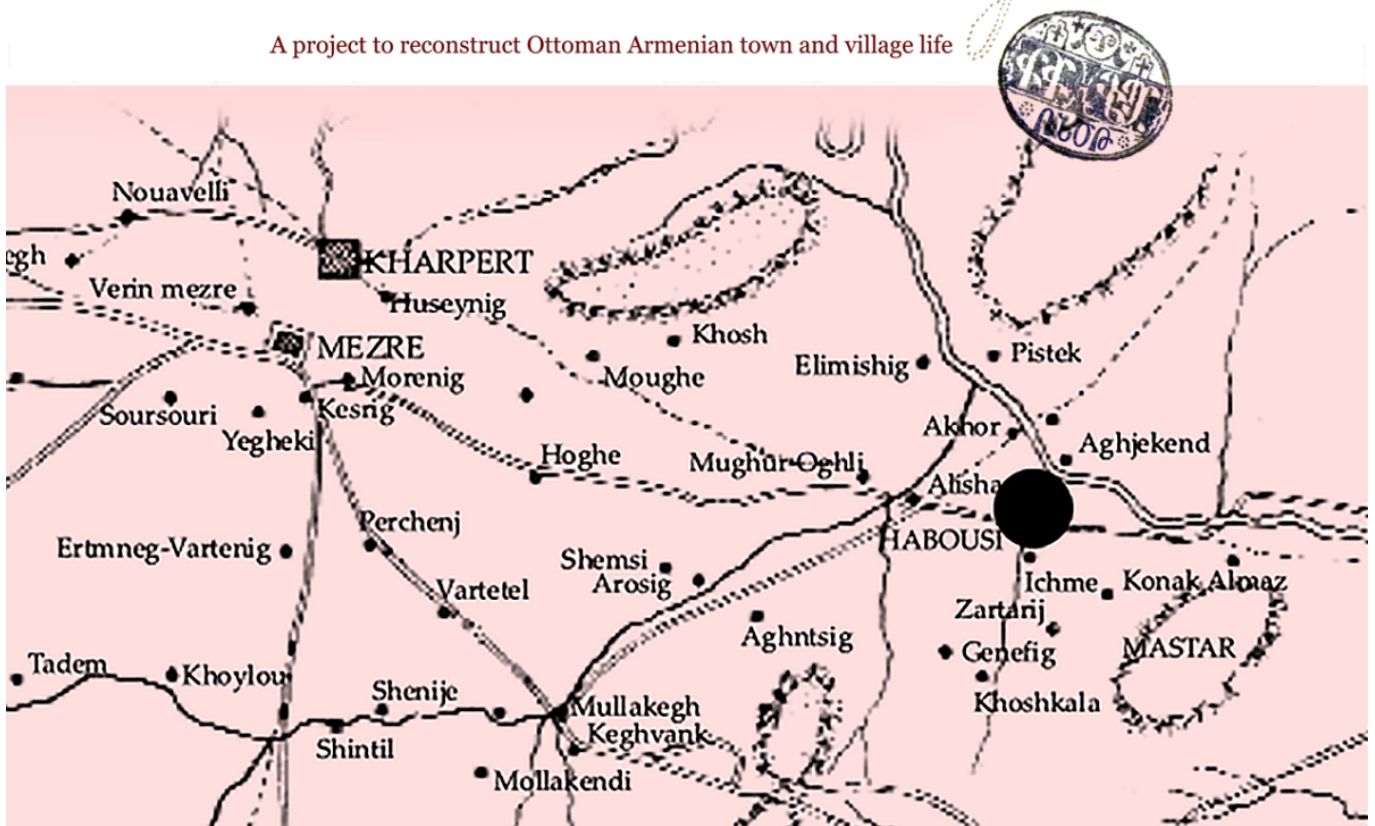 A project to reconstruct Ottoman Armenian town and village life
Nouavelli
egh
KHARPERT
Verin mezre
Huseynig
Khosh
MEZRE
Elimishig
Pistek
Moughe
Morenig
Soursouri
Kesrig
Yegheki
Akhor
Aghjekend
Hoghe
Mughur-Oghli
Alisha
Perchenj
HABOUSI
Ertmneg-Vartenig
Shemsi
Arosig
Ichme
Konak Almaz
Vartetel
Zartarij
Aghntsig
Genefig
MASTAR
Tadem
Khoylou
Shenije
Mullakegh
Khoshkala
Keghvank
Shintil
Mollakendi